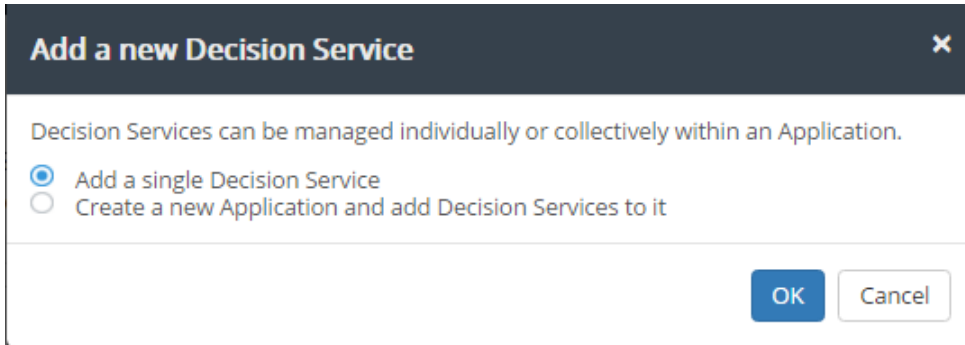 Add a new Decision Service
Decision Services can be managed individually or collectively within an Application.
Add a single Decision Service
Create a new Application and add Decision Services to it
OK
Cancel